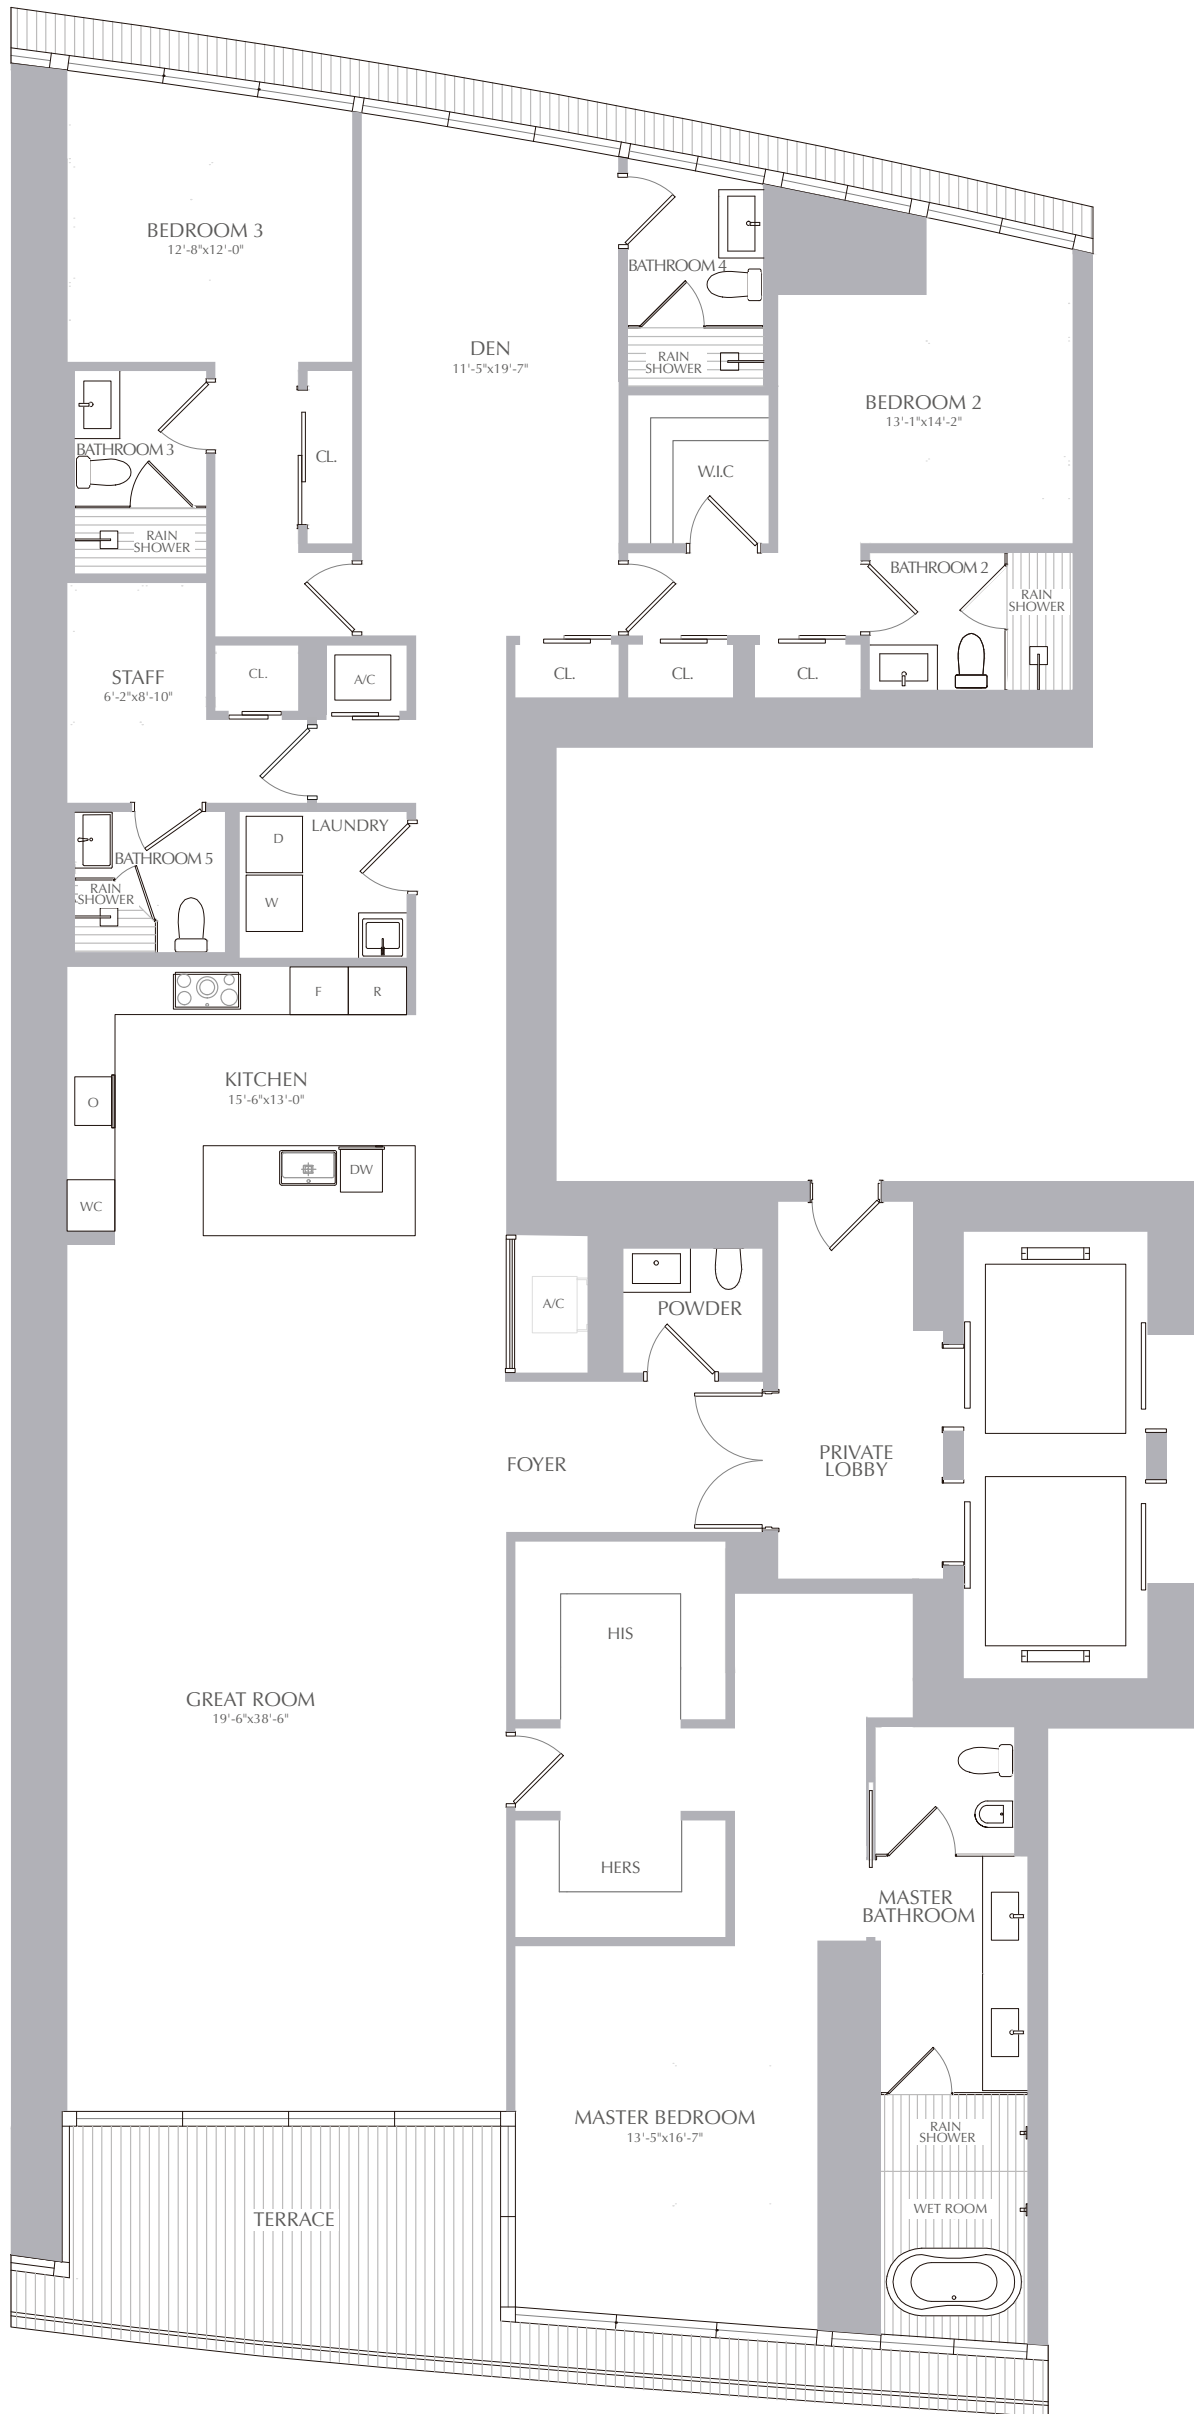 BEDROOM 3
12'-8"x12'-0"
BATHROOM 4
DEN
11'-5"x19'-7"
RAIN
SHOWER
BEDROOM 2
13'-1"x14'-2"
BATHROOM 3
CL.
W.I.C
RAIN
SHOWER
BATHROOM 2
RAIN
SHOWER
STAFF
6'-2"x8'-10"
CL.
A/C
CL.
CL.
CL.
LAUNDRY
D
W
BATHROOM 5
RAIN
SHOWER
F
R
KITCHEN
15'-6"x13'-0"
O
DW
WC
A/C
POWDER
FOYER
PRIVATE
LOBBY
HIS
GREAT ROOM
19'-6"x38'-6"
HERS
MASTER
BATHROOM
MASTER BEDROOM
13'-5"x16'-7"
RAIN
SHOWER
WET ROOM
TERRACE